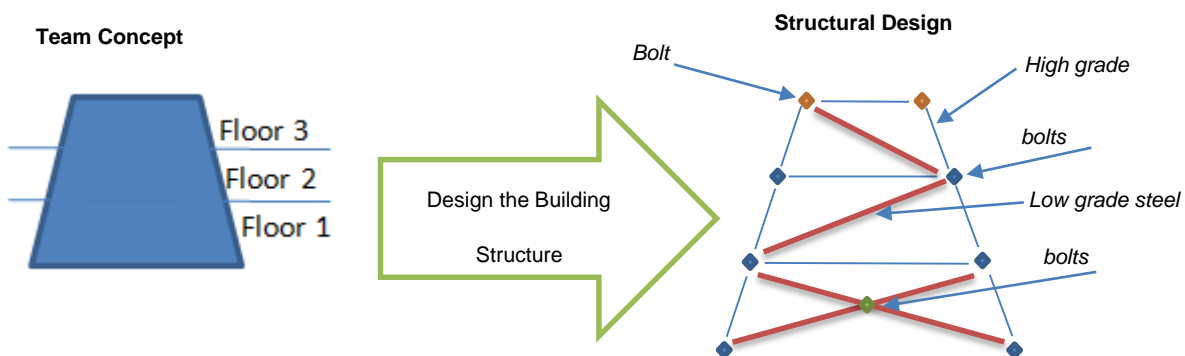 Team Concept
Floor 3
Floor 2
Floor 1
Design the Building
Structure
Structural Design
Bolt
High grade
bolts
Low grade steel
bolts